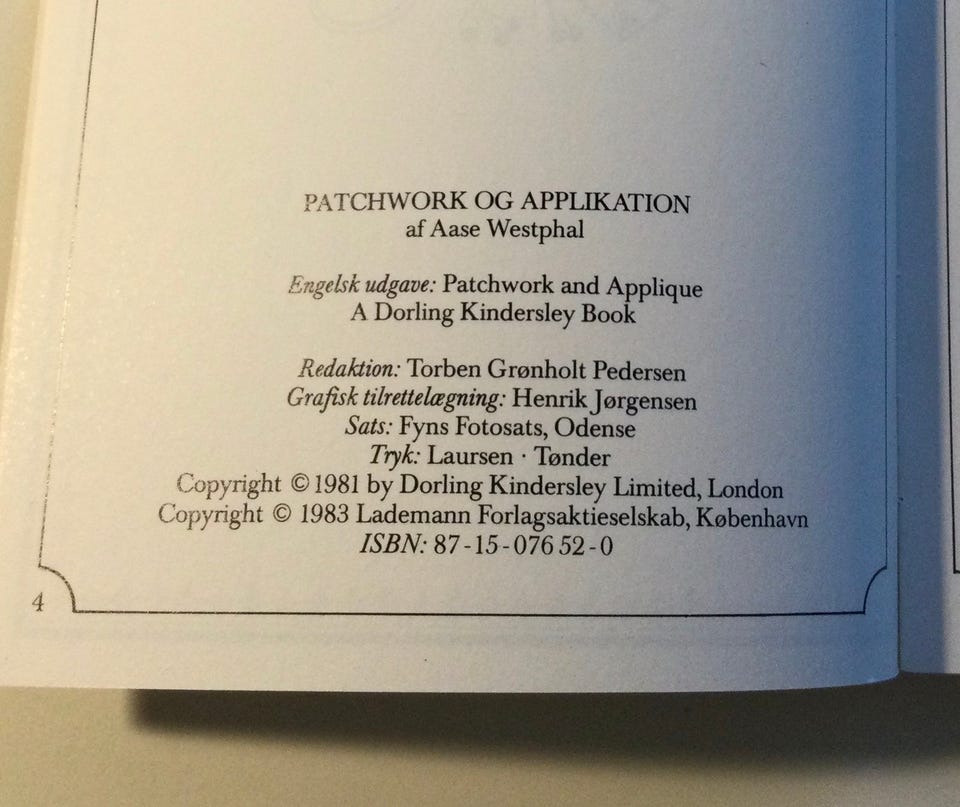 PATCHWORK OG APPLIKATION
af Aase Westphal
Engelsk udgave: Patchwork and Applique
A Dorling Kindersley Book
Redaktion: Torben Grønholt Pedersen
Grafisk tilrettelægning: Henrik Jørgensen
Sats: Fyns Fotosats, Odense
Tryk: Laursen · Tønder
Copyright © 1981 by Dorling Kindersley Limited, London
Copyright © 1983 Lademann Forlagsaktieselskab, København
ISBN: 87-15-076 52-0
4